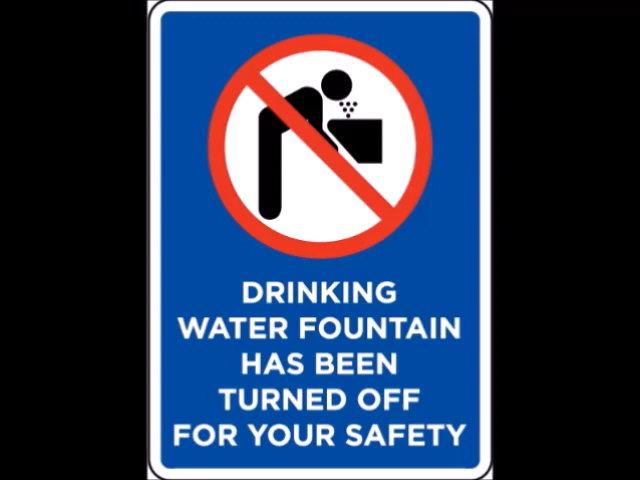 DRINKING
WATER FOUNTAIN
HAS BEEN
TURNED OFF
FOR YOUR SAFETY